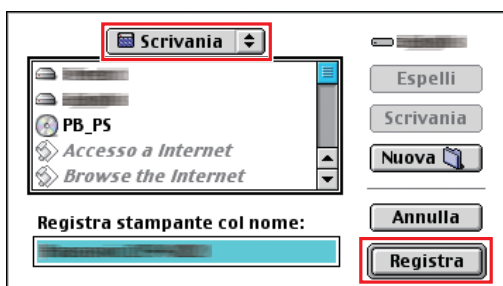 Scrivania
Espelli
PB_PS
Scrivania
Accesso a Internet
Nuova
Browse the Internet
Registra stampante col nome:
Annulla
Registra